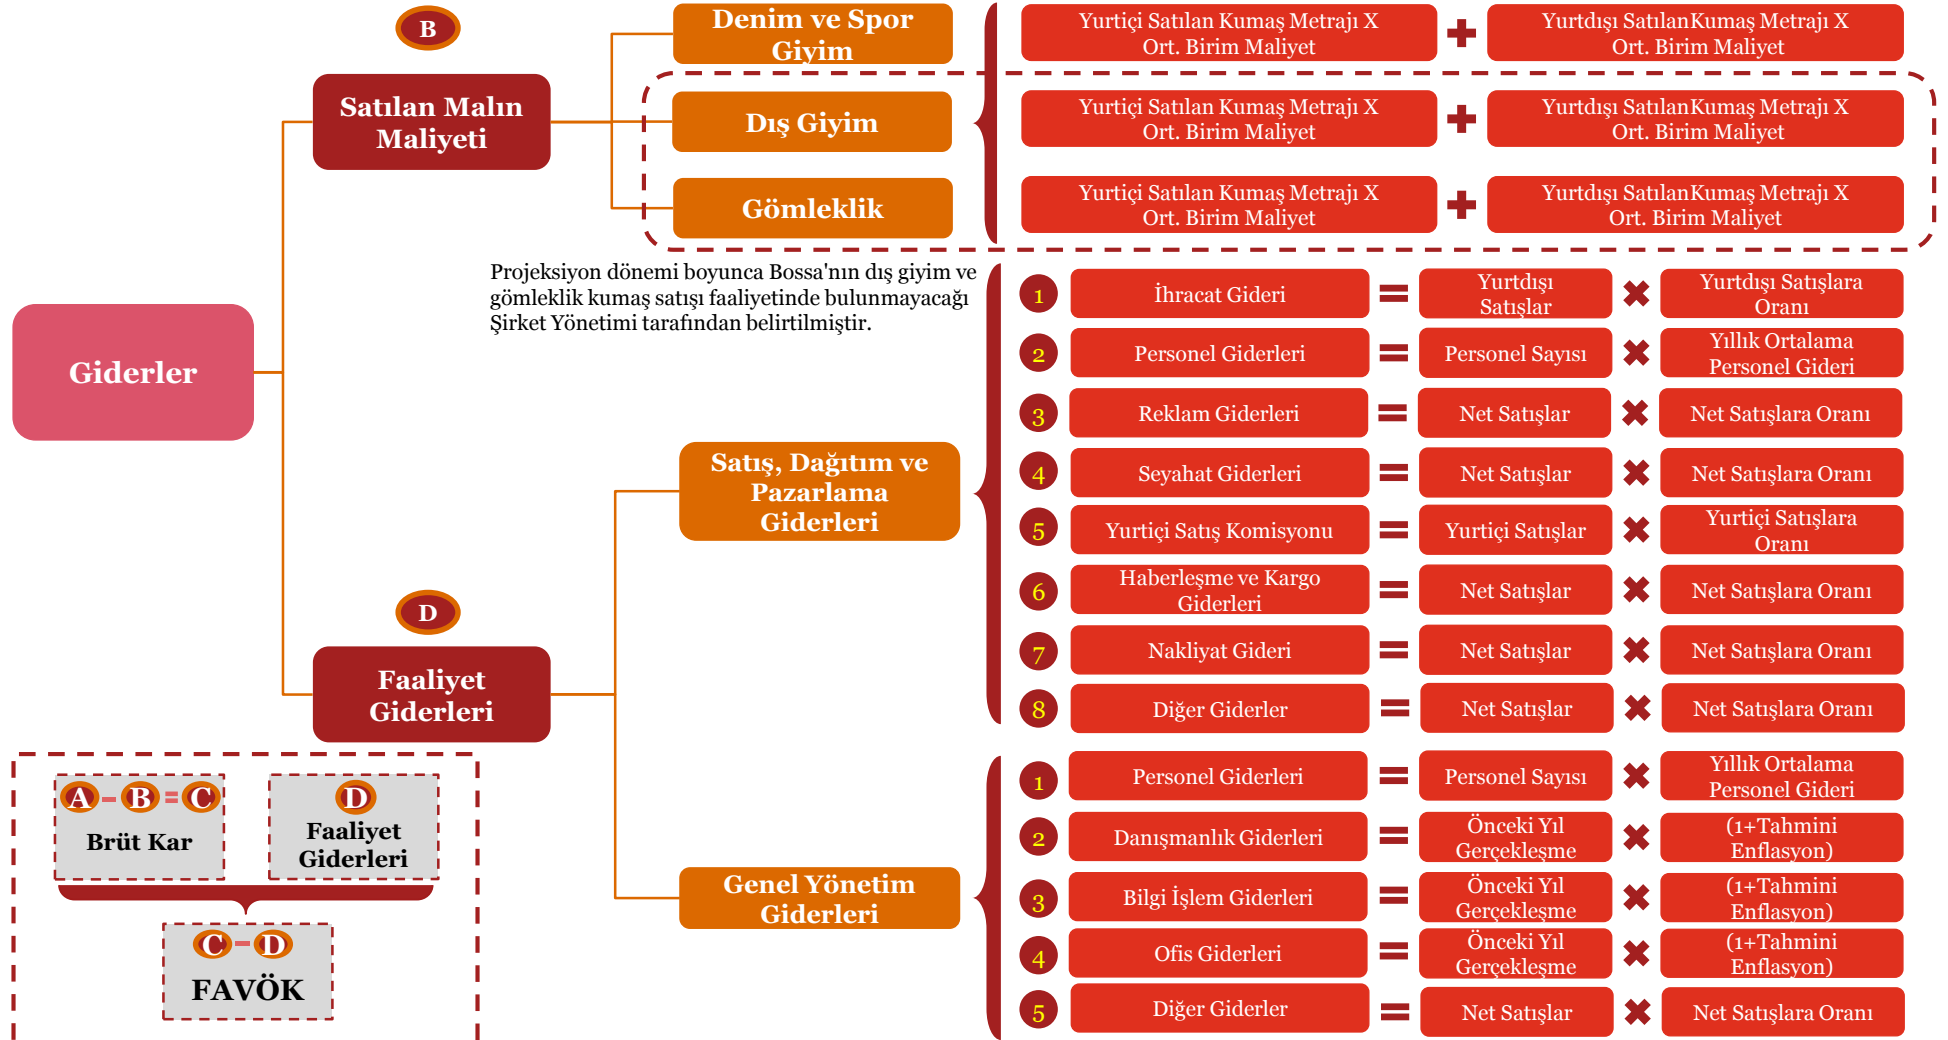 B
Denim ve Spor
Giyim
Yurtiçi Satılan Kumaş Metrajı X
Ort. Birim Maliyet
Yurtdışı SatılanKumaş Metrajı X
Ort. Birim Maliyet
Satılan Malın
Maliyeti
Dış Giyim
Yurtiçi Satılan Kumaş Metrajı X
Ort. Birim Maliyet
Yurtdışı SatılanKumaş Metrajı X
Ort. Birim Maliyet
Gömleklik
Yurtiçi Satılan Kumaş Metrajı X
Ort. Birim Maliyet
Yurtdışı SatılanKumaş Metrajı X
Ort. Birim Maliyet
Projeksiyon dönemi boyunca Bossa'nın dış giyim ve
gömleklik kumaş satışı faaliyetinde bulunmayacağı
Şirket Yönetimi tarafından belirtilmiştir.
Giderler
D
Faaliyet
Giderleri
Satış, Dağıtım ve
Pazarlama
Giderleri
1 İhracat Gideri = Yurtdışı
Satışlar
Yurtdışı Satışlara
Oranı
2 Personel Giderleri = Personel Sayısı
Yıllık Ortalama
Personel Gideri
3 Reklam Giderleri = Net Satışlar Net Satışlara Oranı
4 Seyahat Giderleri = Net Satışlar Net Satışlara Oranı
5 Yurtiçi Satış Komisyonu = Yurtiçi Satışlar
Yurtiçi Satışlara
Oranı
6 Haberleşme ve Kargo
Giderleri
= Net Satışlar Net Satışlara Oranı
7 Nakliyat Gideri = Net Satışlar Net Satışlara Oranı
8 Diğer Giderler = Net Satışlar Net Satışlara Oranı
Genel Yönetim
Giderleri
1 Personel Giderleri = Personel Sayısı
Yıllık Ortalama
Personel Gideri
2 Danışmanlık Giderleri = Önceki Yıl
Gerçekleşme
(1+Tahmini
Enflasyon)
3 Bilgi İşlem Giderleri = Önceki Yıl
Gerçekleşme
(1+Tahmini
Enflasyon)
4 Ofis Giderleri = Önceki Yıl
Gerçekleşme
(1+Tahmini
Enflasyon)
5 Diğer Giderler = Net Satışlar Net Satışlara Oranı
A - B = C
Brüt Kar
D
Faaliyet
Giderleri
C - D
FAVÖK